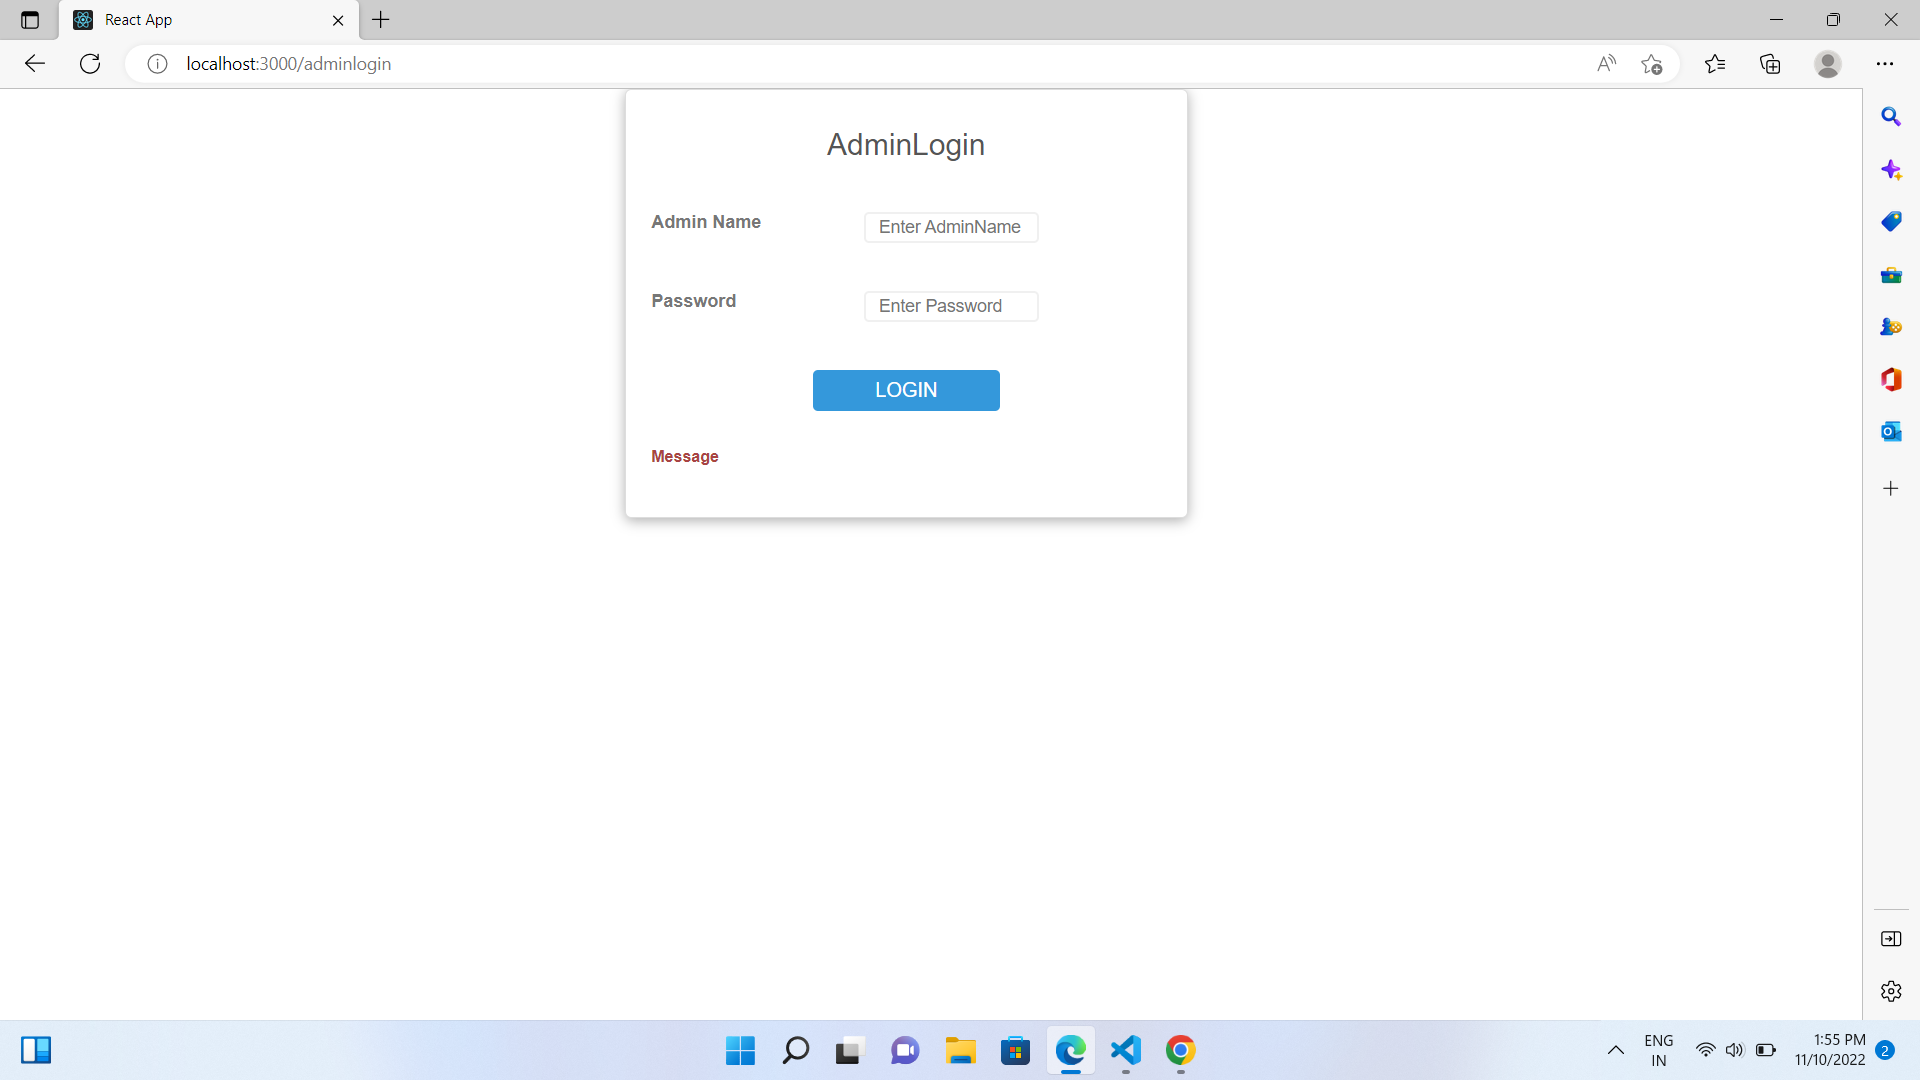 React App
localhost:3000/adminlogin
AdminLogin
Admin Name
Enter AdminName
Password
Enter Password
LOGIN
Message
ENG
IN
1:55 PM
11/10/2022
2